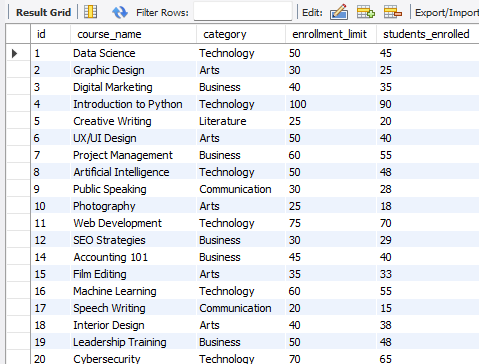 Result Grid Filter Rows: Edit: Export/Import
id course_name category enrollment_limit students_enrolled
1 Data Science Technology 50 45
2 Graphic Design Arts 30 25
3 Digital Marketing Business 40 35
4 Introduction to Python Technology 100 90
5 Creative Writing Literature 25 20
6 UX/UI Design Arts 50 40
7 Project Management Business 60 55
8 Artificial Intelligence Technology 50 48
9 Public Speaking Communication 30 28
10 Photography Arts 25 18
11 Web Development Technology 75 70
12 SEO Strategies Business 30 29
14 Accounting 101 Business 45 40
15 Film Editing Arts 35 33
16 Machine Learning Technology 60 55
17 Speech Writing Communication 20 15
18 Interior Design Arts 40 38
19 Leadership Training Business 50 48
20 Cybersecurity Technology 70 65